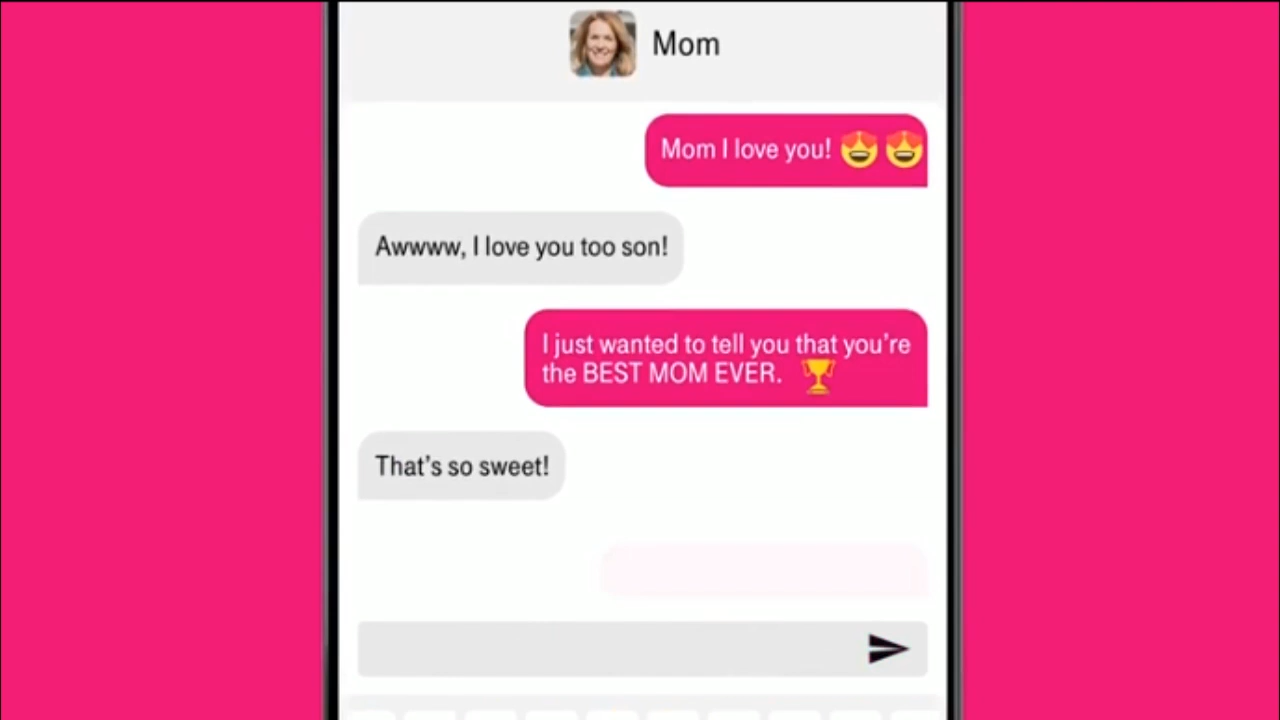 Mom
Mom I love you! 😍 😍
Awwww, I love you too son!
I just wanted to tell you that you’re
the BEST MOM EVER. 🏆
That’s so sweet!